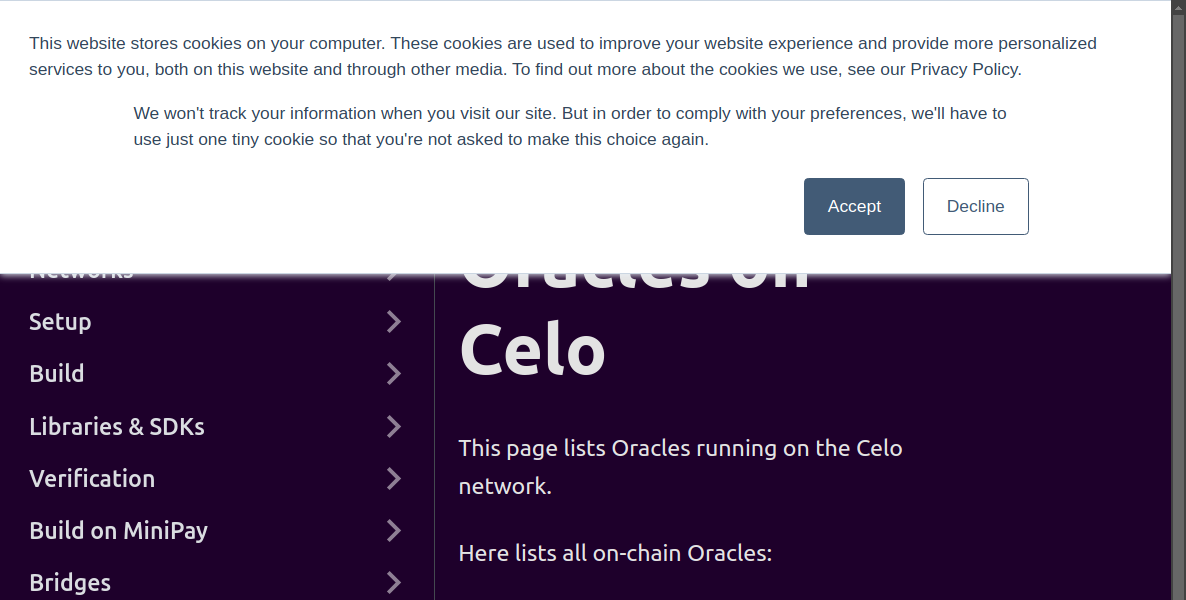 This website stores cookies on your computer. These cookies are used to improve your website experience and provide more personalized
services to you, both on this website and through other media. To find out more about the cookies we use, see our Privacy Policy.
We won't track your information when you visit our site. But in order to comply with your preferences, we'll have to
use just one tiny cookie so that you're not asked to make this choice again.
Accept
Decline
Networks
Setup
Build
Libraries & SDKs
Verification
Build on MiniPay
Bridges
Oracles on
Celo
This page lists Oracles running on the Celo
network.
Here lists all on-chain Oracles: